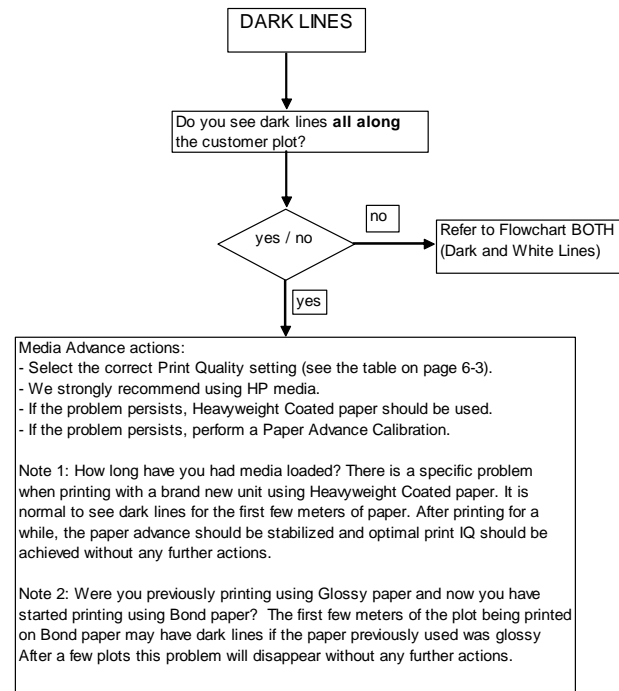 DARK LINES
Do you see dark lines all along
the customer plot?
yes / no
no
Refer to Flowchart BOTH
(Dark and White Lines)
yes
Media Advance actions:
- Select the correct Print Quality setting (see the table on page 6-3).
- We strongly recommend using HP media.
- If the problem persists, Heavyweight Coated paper should be used.
- If the problem persists, perform a Paper Advance Calibration.
Note 1: How long have you had media loaded? There is a specific problem
when printing with a brand new unit using Heavyweight Coated paper. It is
normal to see dark lines for the first few meters of paper. After printing for a
while, the paper advance should be stabilized and optimal print IQ should be
achieved without any further actions.
Note 2: Were you previously printing using Glossy paper and now you have
started printing using Bond paper?  The first few meters of the plot being printed
on Bond paper may have dark lines if the paper previously used was glossy
After a few plots this problem will disappear without any further actions.